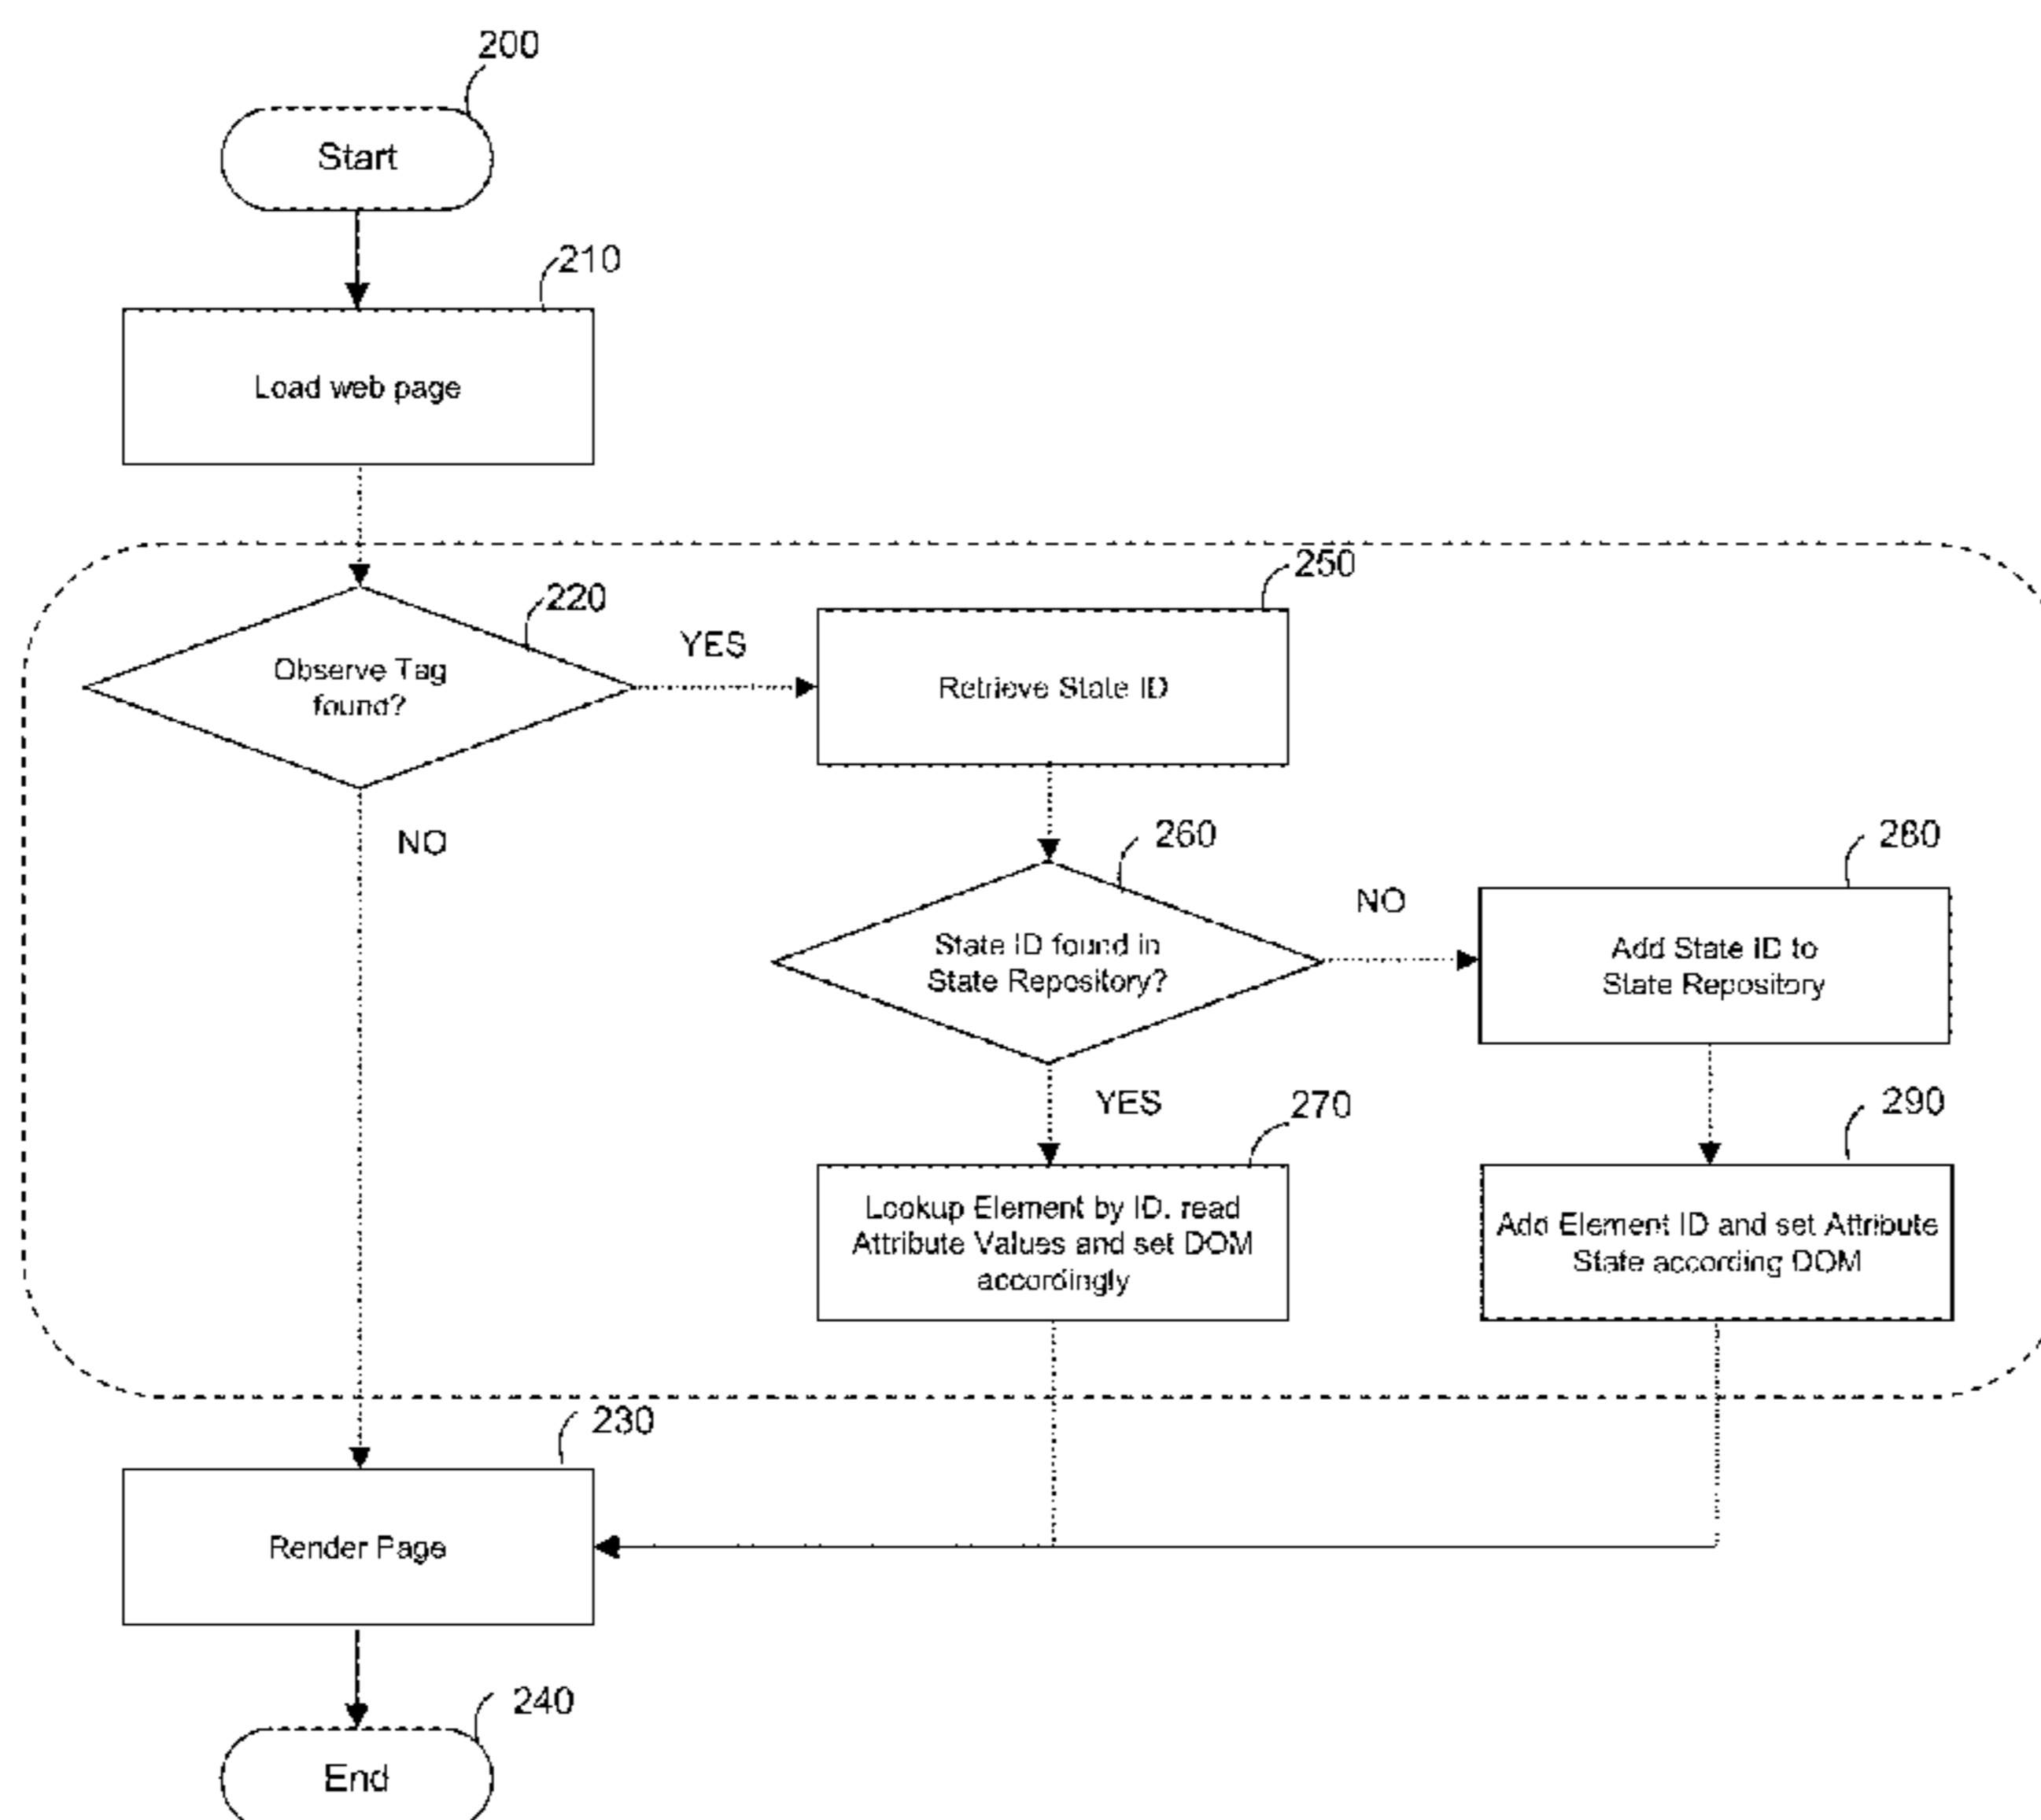 200
Start
210
Load web page
220
Observe Tag
found?
YES
250
Retrieve State ID
NO
260
State ID found in
State Repository?
NO
280
Add State ID to
State Repository
YES
270
Lookup Element by ID. read
Attribute Values and set DOM
accordingly
290
Add Element ID and set Attribute
State according DOM
230
Render Page
240
End